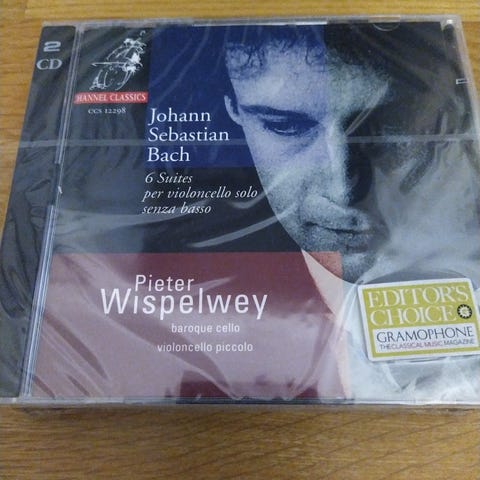 2
CD
CHANNEL CLASSICS
CCS 12298
Johann
Sebastian
Bach
6 Suites
per violoncello solo
senza basso
Pieter
Wispelwey
baroque cello
violoncello piccolo
EDITOR'S
CHOICE
GRAMOPHONE
THE CLASSICAL MUSIC MAGAZINE